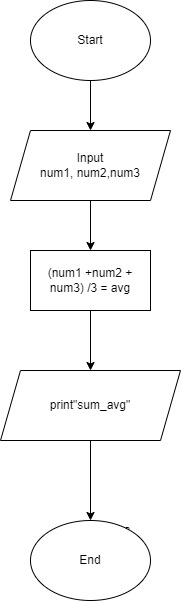 Start
Input
num1, num2,num3
(num1 +num2 +
num3) /3 = avg
print"sum_avg"
End